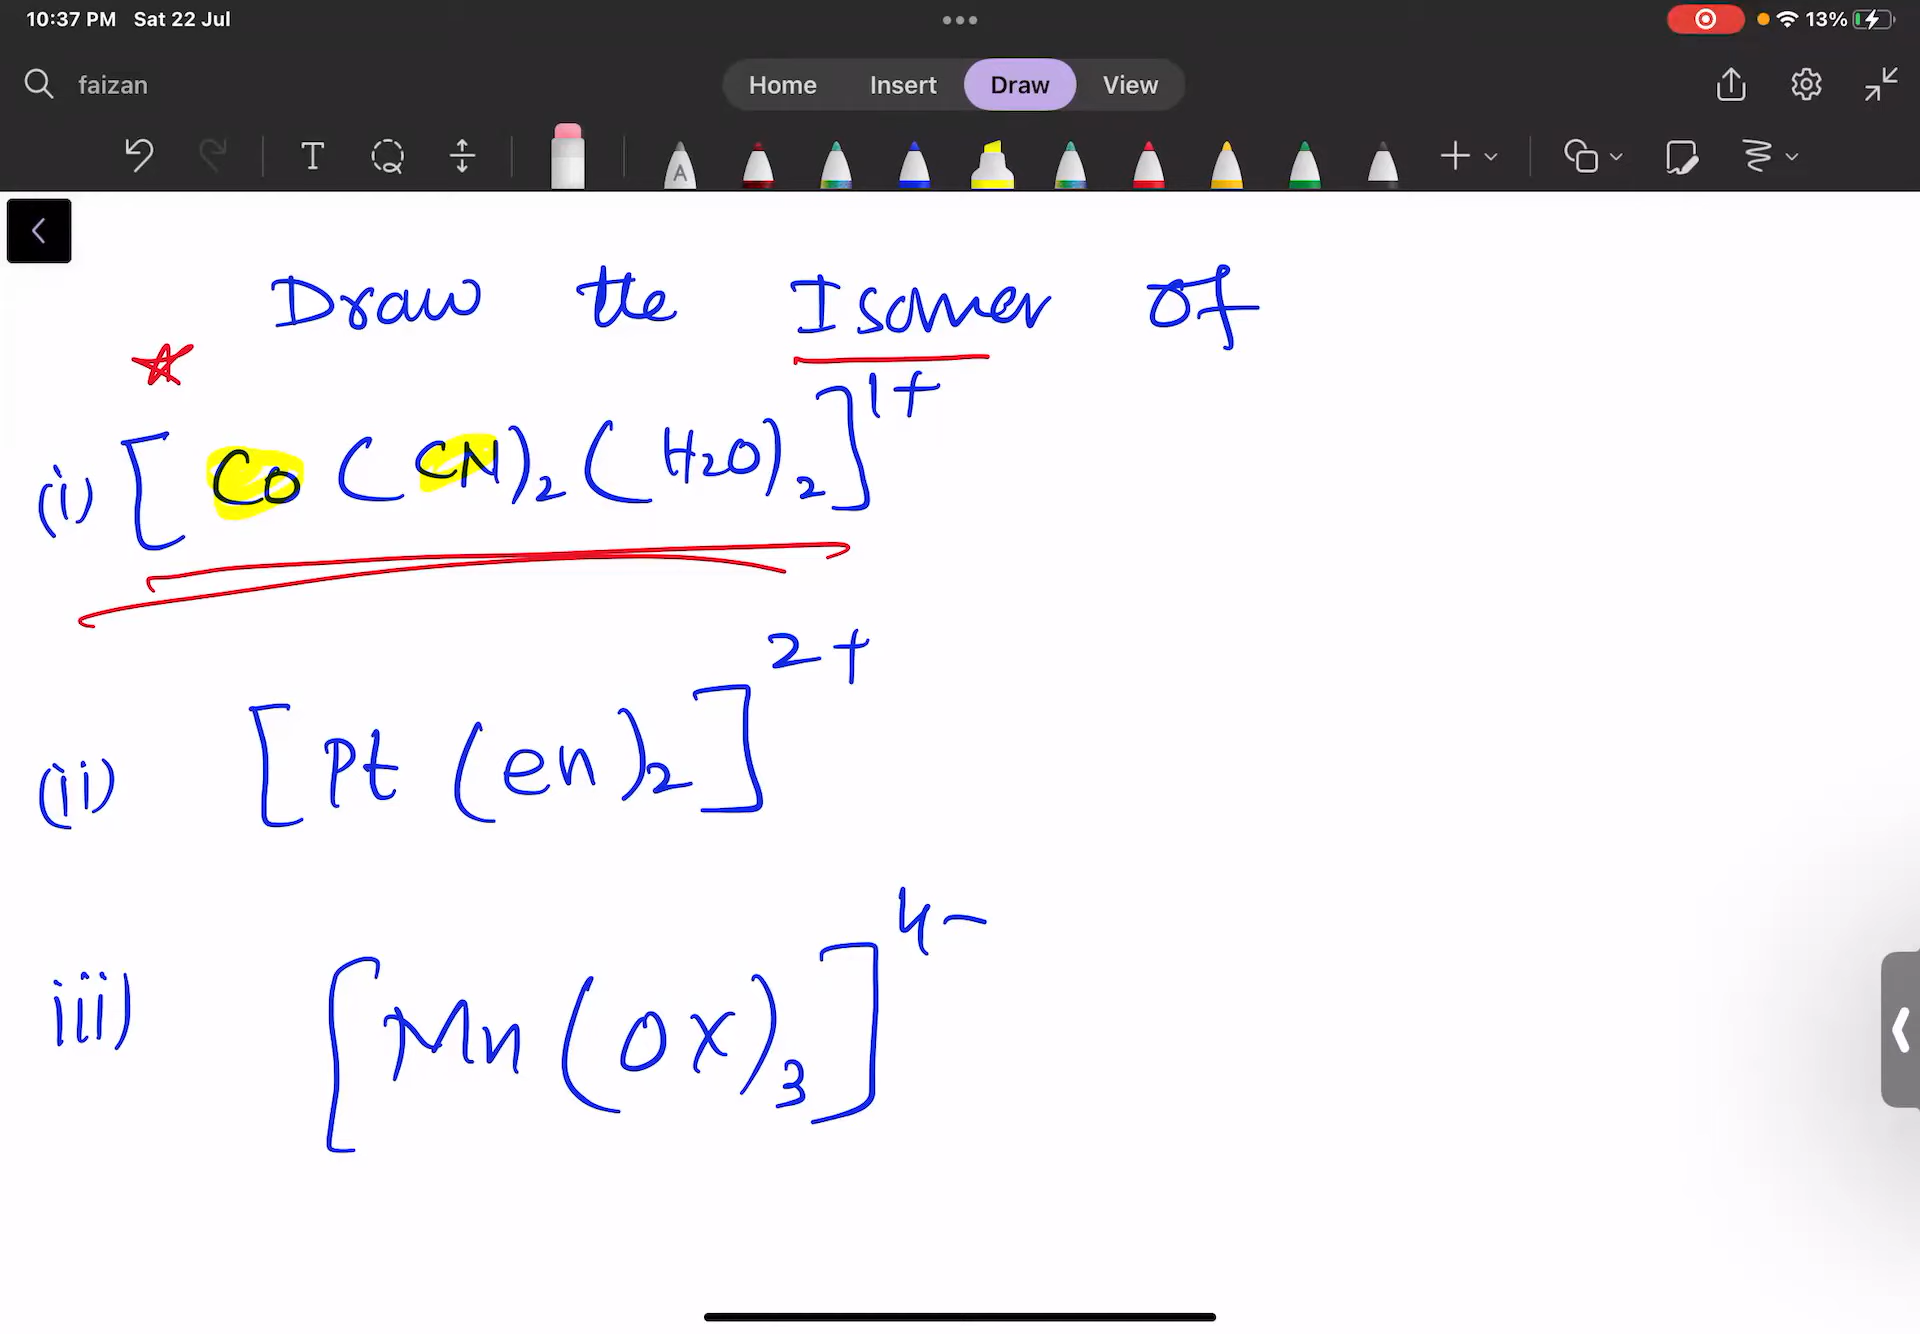 10:37 PM Sat 22 Jul
13%
faizan
Home Insert Draw View
T A
Draw the Isomer of
(i) [Co(CN)₂(H₂O)₂]¹⁺
(ii) [Pt(en)₂]²⁺
iii) [Mn(ox)₃]⁴⁻